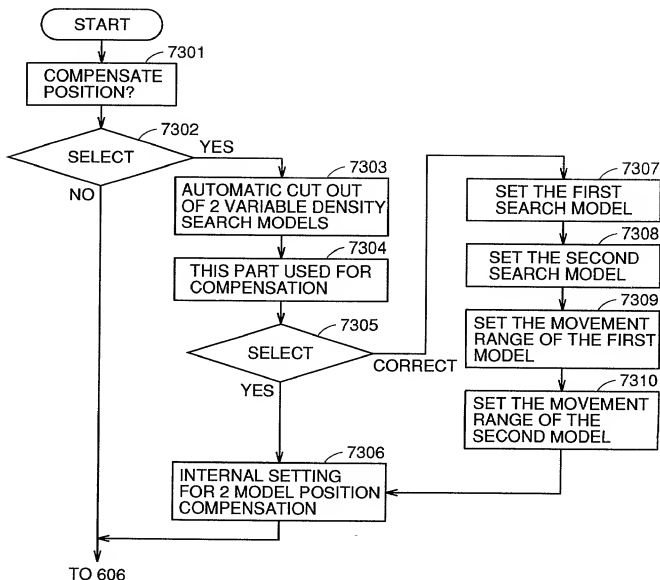 START
7301
COMPENSATE
POSITION?
7302
SELECT
YES
NO
7303
AUTOMATIC CUT OUT
OF 2 VARIABLE DENSITY
SEARCH MODELS
7304
THIS PART USED FOR
COMPENSATION
7305
SELECT
CORRECT
YES
7306
INTERNAL SETTING
FOR 2 MODEL POSITION
COMPENSATION
7307
SET THE FIRST
SEARCH MODEL
7308
SET THE SECOND
SEARCH MODEL
7309
SET THE MOVEMENT
RANGE OF THE FIRST
MODEL
7310
SET THE MOVEMENT
RANGE OF THE
SECOND MODEL
TO 606